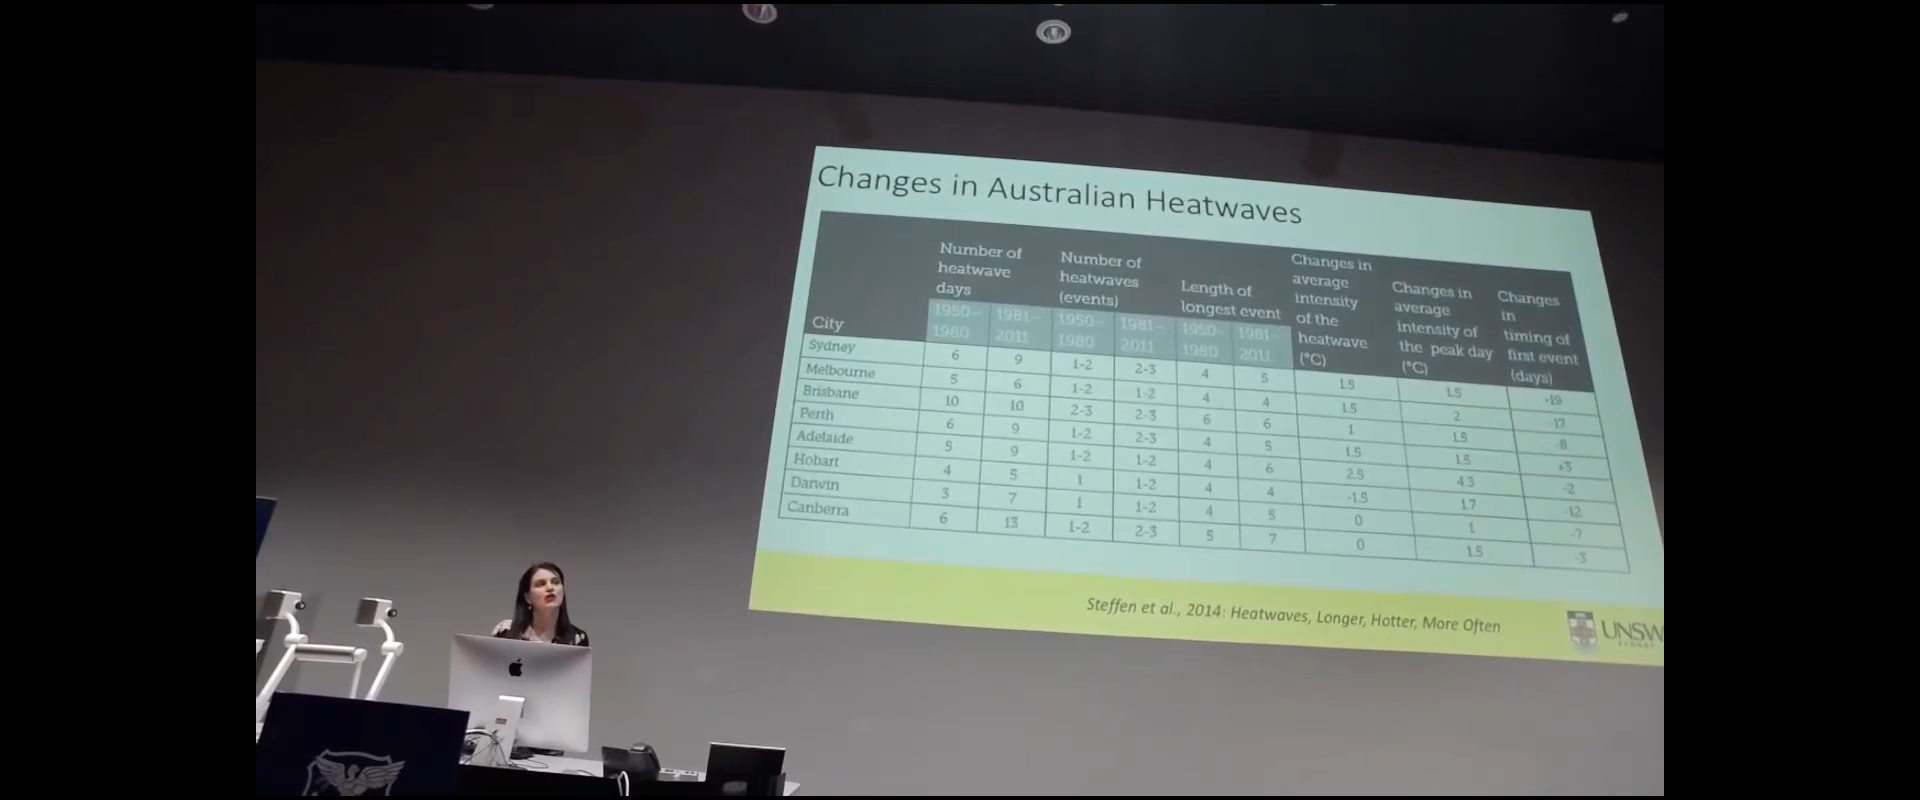 Changes in Australian Heatwaves
City
Number of
heatwave
days
Number of
heatwaves
(events)
Length of
longest event
Changes in
average
intensity
of the
heatwave
(°C)
Changes in
average
intensity of
the peak day
(°C)
Changes
in
timing of
first event
(days)
1950–
1980
1981–
2011
1950–
1980
1981–
2011
1950–
1980
1981–
2011
Sydney 6 9 1-2 2-3 4 5 1.5 1.5 -19
Melbourne 5 6 1-2 1-2 4 4 1.5 2 -17
Brisbane 10 10 2-3 2-3 6 6 1 1.5 -8
Perth 6 9 1-2 2-3 4 5 1.5 1.5 +3
Adelaide 5 9 1-2 1-2 4 6 2.5 4.3 -2
Hobart 4 5 1 1-2 4 4 -1.5 1.7 -12
Darwin 3 7 1 1-2 4 5 0 1 -7
Canberra 6 13 1-2 2-3 5 7 0 1.5 -3
Steffen et al., 2014: Heatwaves, Longer, Hotter, More Often
UNSW